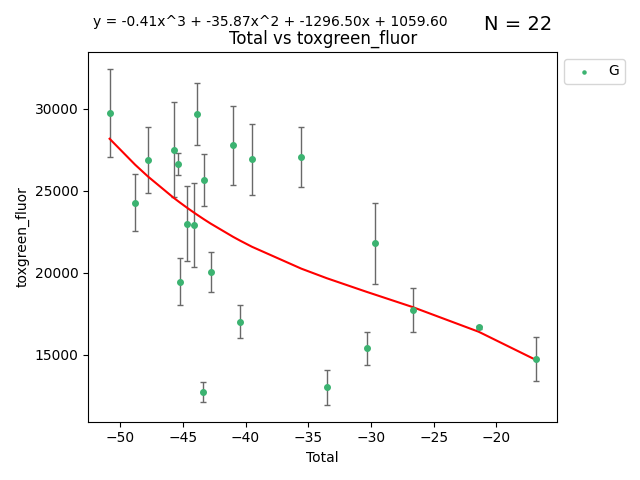 y = -0.41x^3 + -35.87x^2 + -1296.50x + 1059.60
N = 22
Total vs toxgreen_fluor
G
30000
25000
20000
15000
toxgreen_fluor
−50 −45 −40 −35 −30 −25 −20
Total